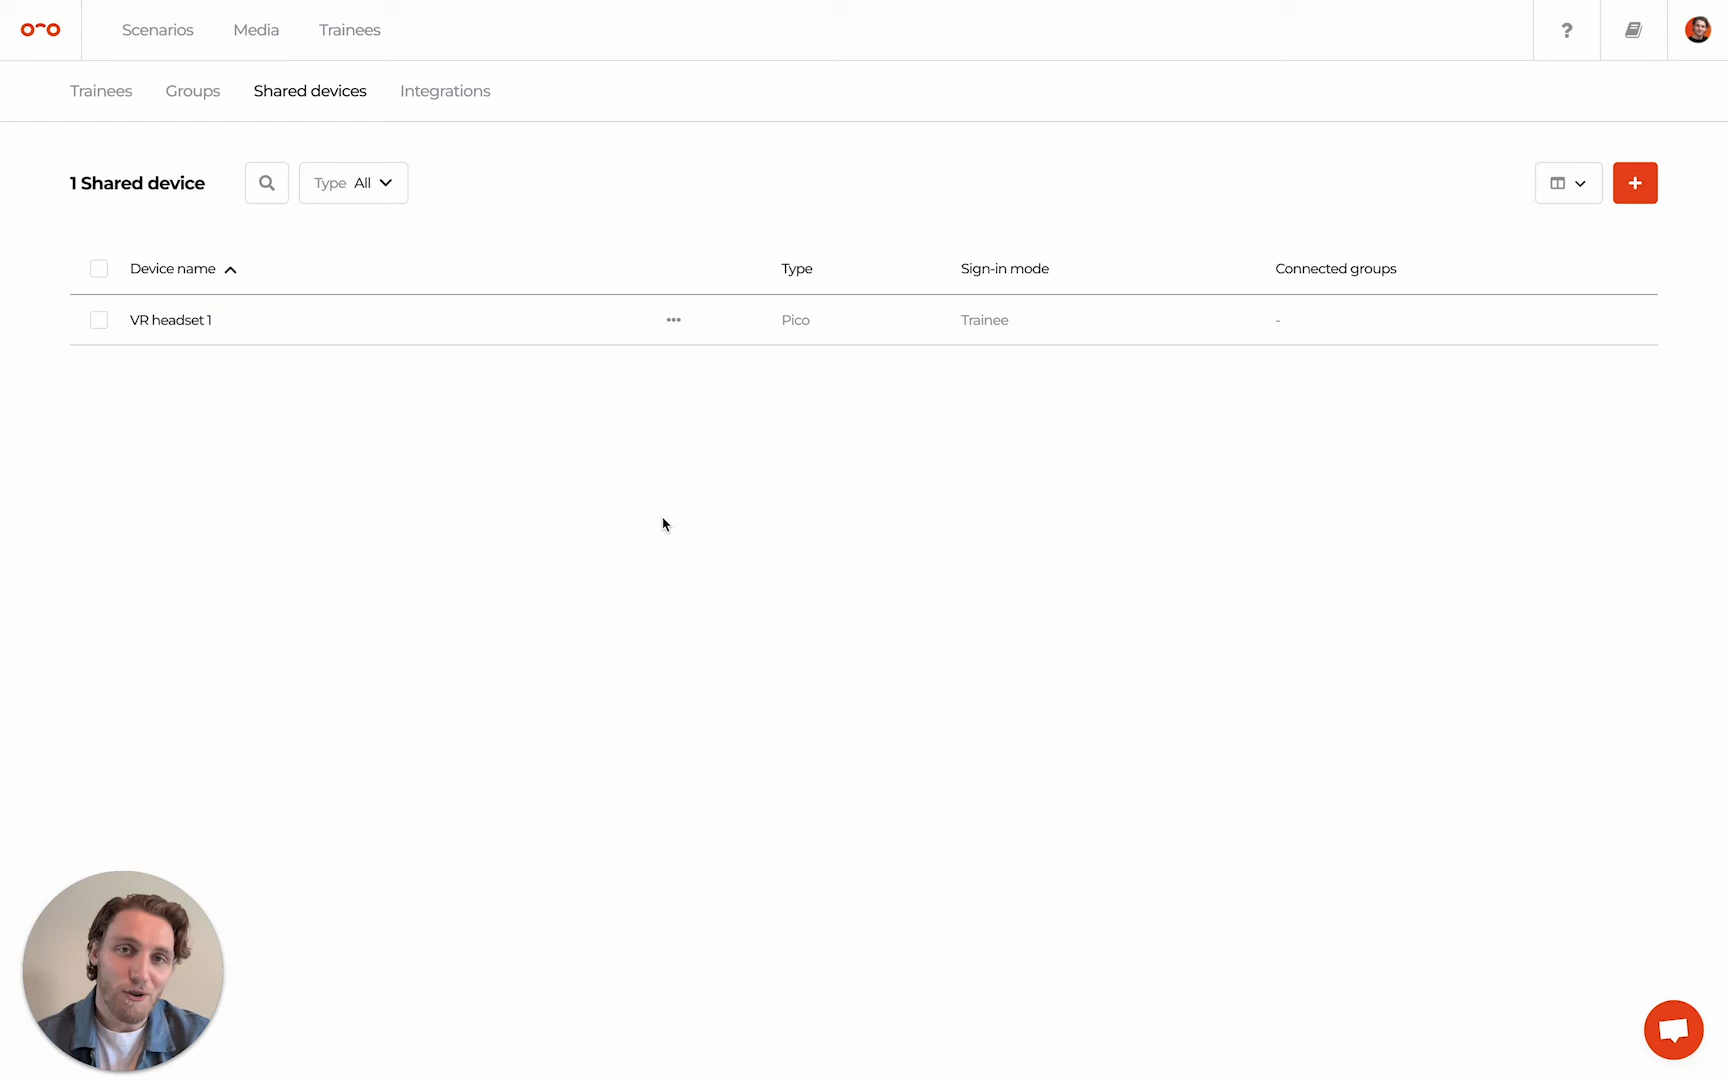 Scenarios Media Trainees ?
Trainees Groups Shared devices Integrations
1 Shared device Type All +
Device name Type Sign-in mode Connected groups
VR headset 1 ••• Pico Trainee -